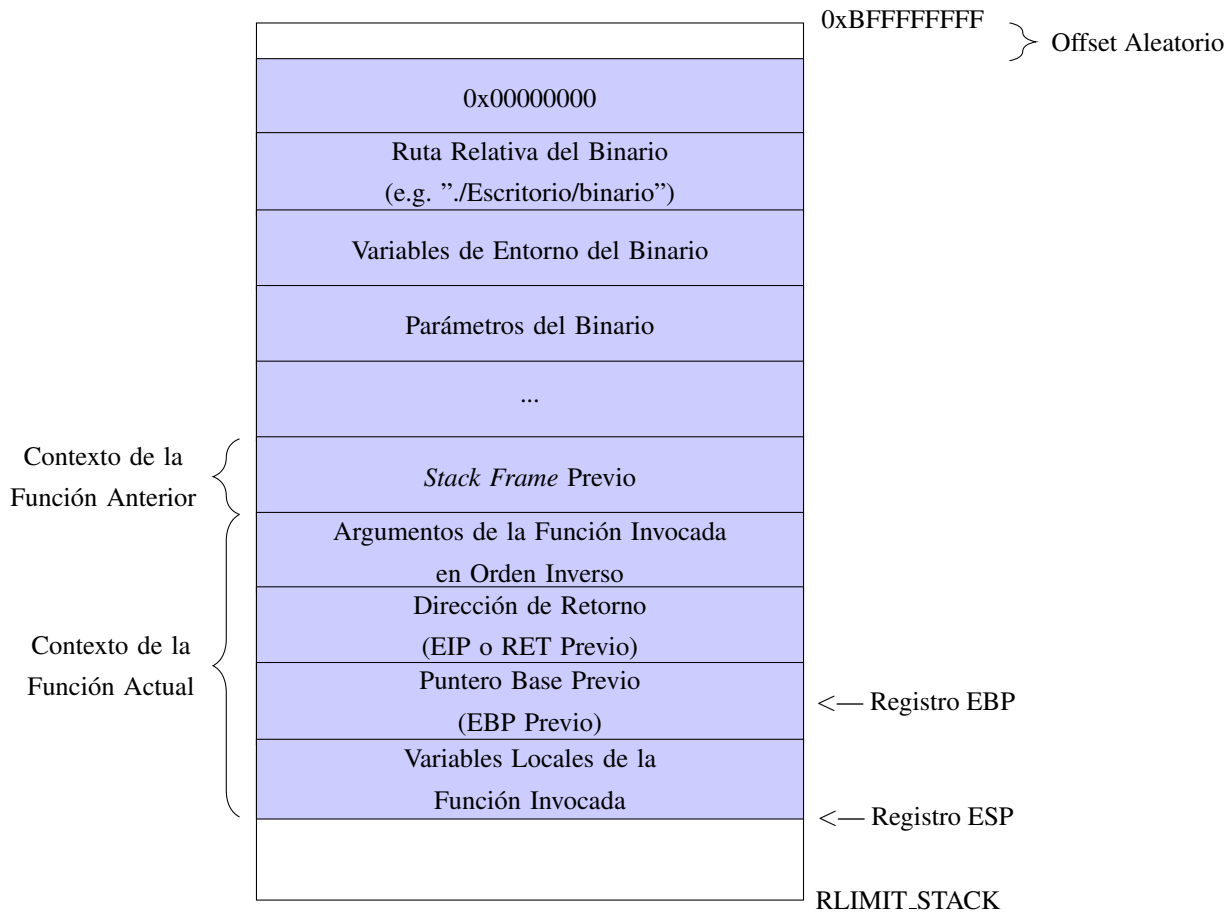 0xBFFFFFFFF
Offset Aleatorio
0x00000000
Ruta Relativa del Binario
(e.g. ”./Escritorio/binario”)
Variables de Entorno del Binario
Parámetros del Binario
...
Contexto de la
Función Anterior
Stack Frame Previo
Argumentos de la Función Invocada
en Orden Inverso
Dirección de Retorno
(EIP o RET Previo)
Contexto de la
Función Actual
Puntero Base Previo
(EBP Previo)
<— Registro EBP
Variables Locales de la
Función Invocada
<— Registro ESP
RLIMIT_STACK